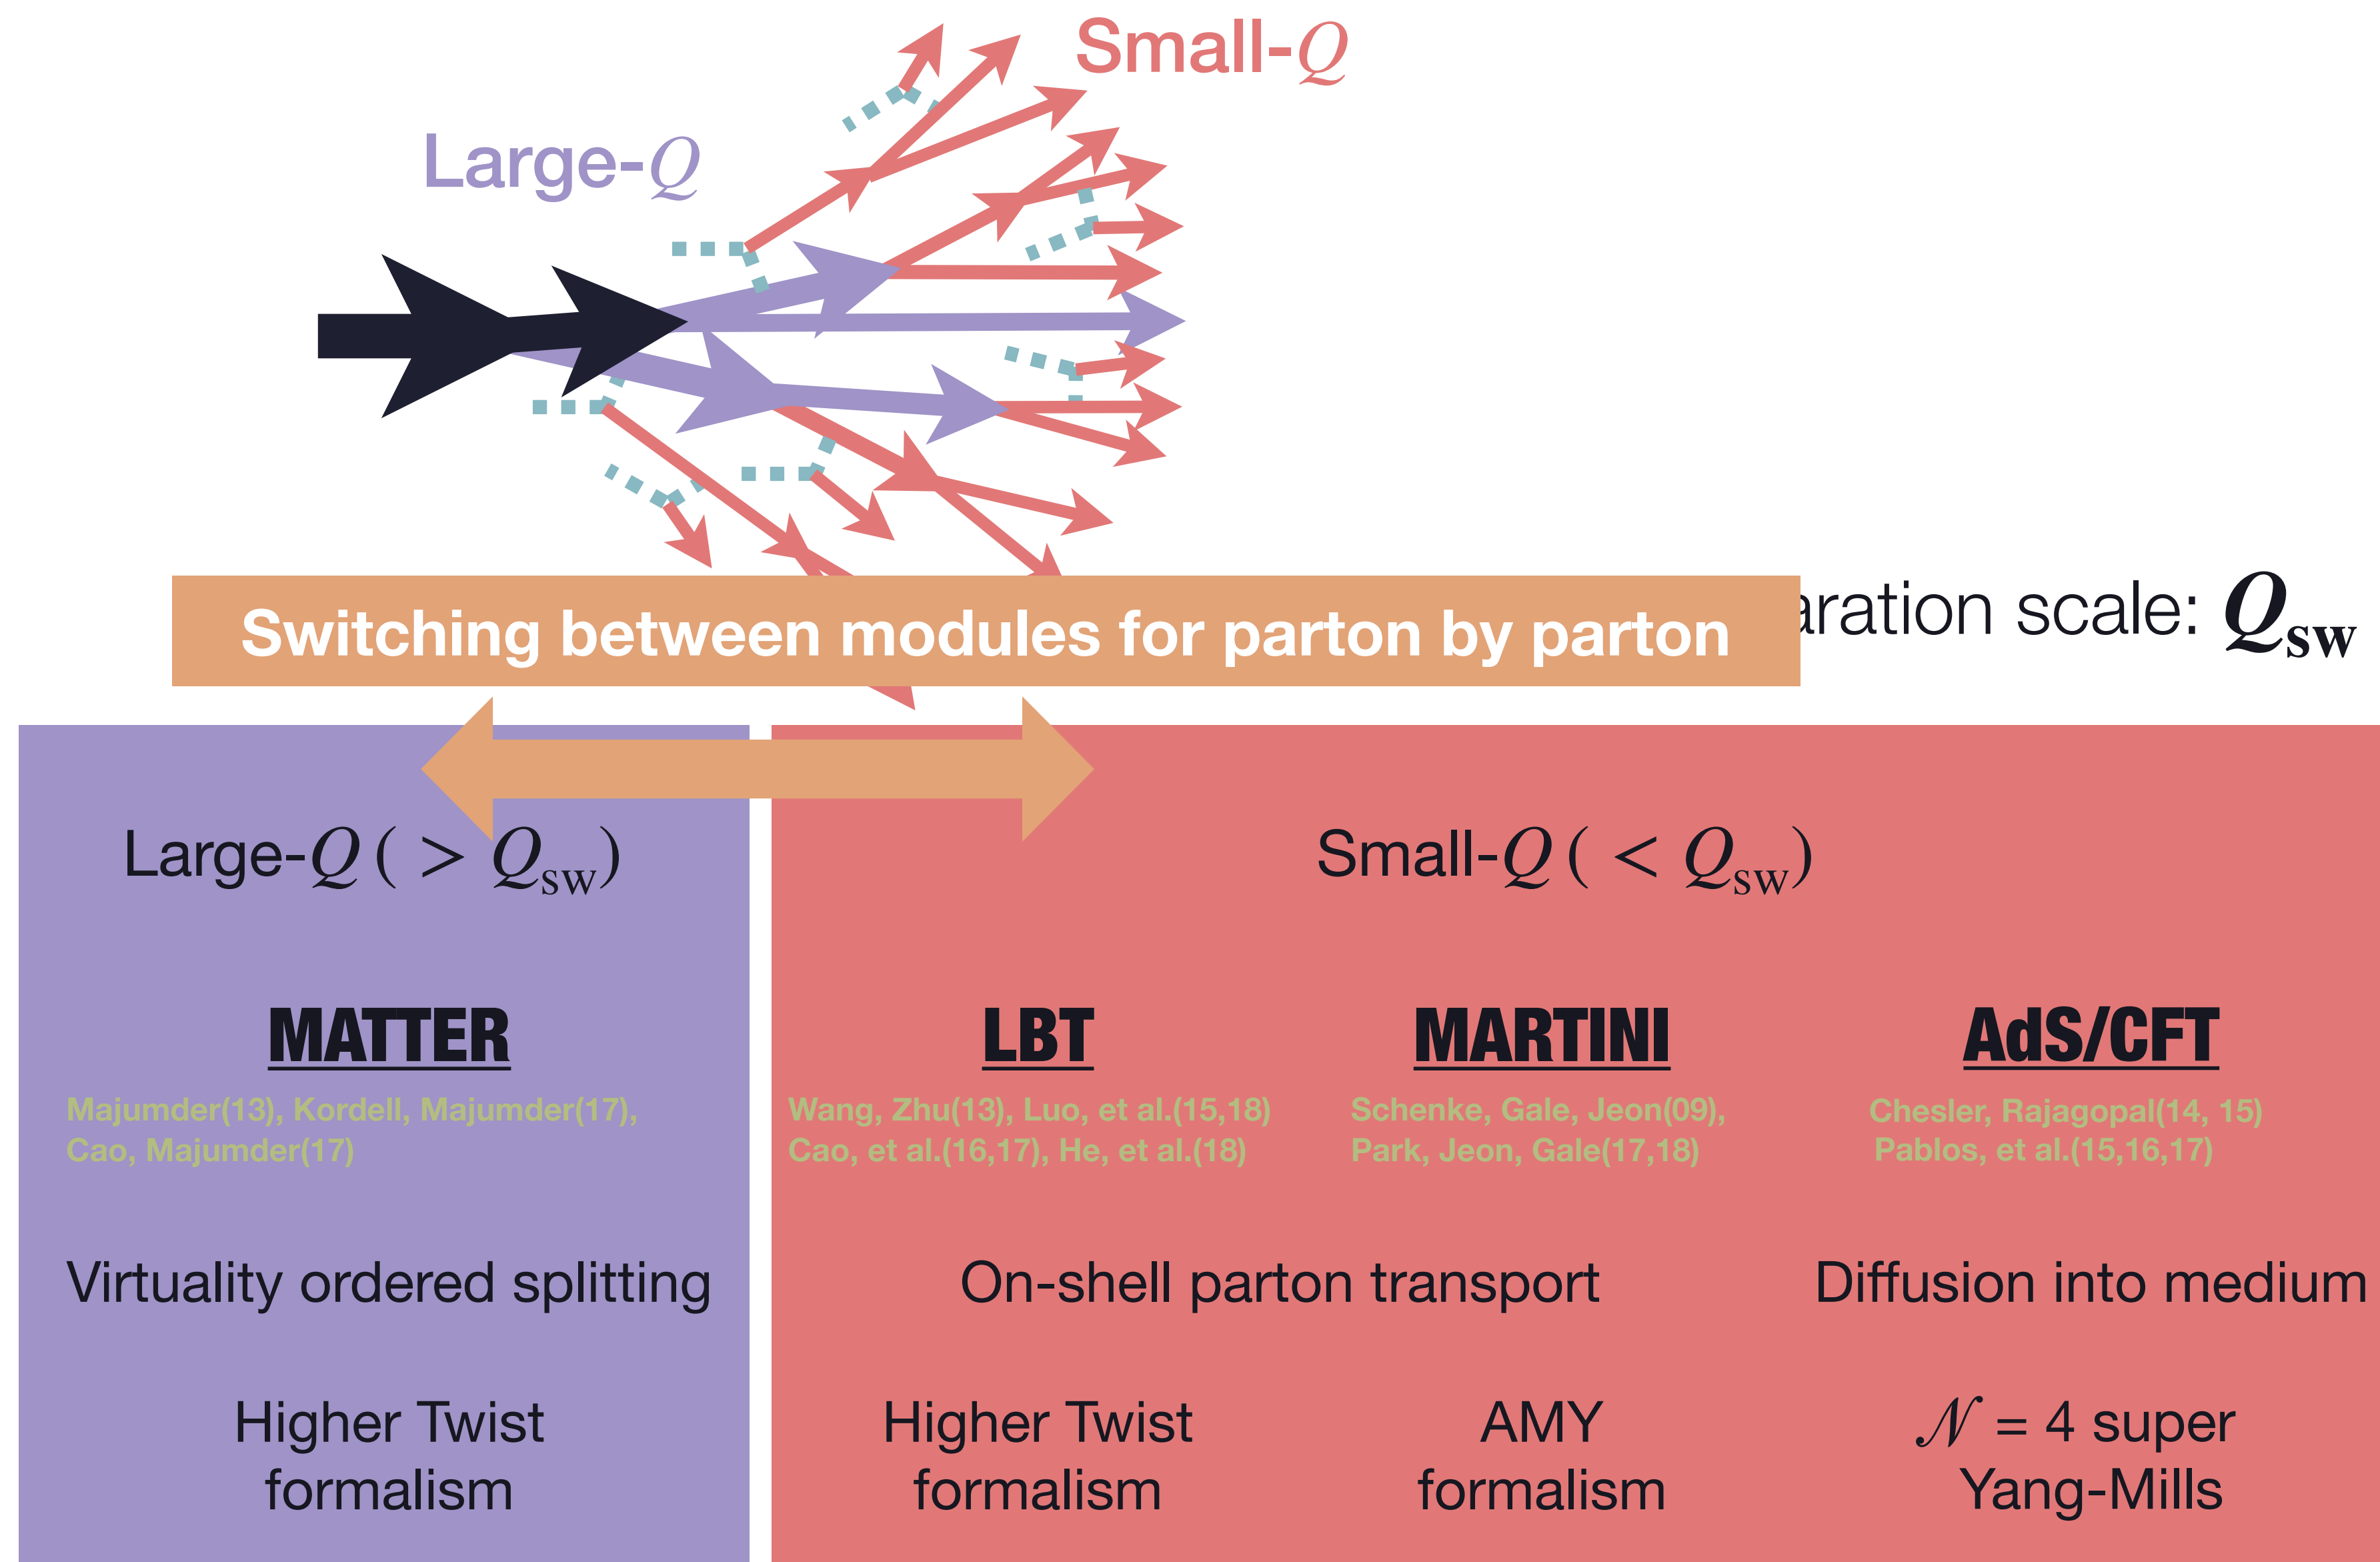 Small-Q
Large-Q
Switching between modules for parton by parton
aration scale: Qsw
Large-Q ( > Qsw)
Small-Q ( < Qsw)
MATTER
Majumder(13), Kordell, Majumder(17),
Cao, Majumder(17)
LBT
Wang, Zhu(13), Luo, et al.(15,18)
Cao, et al.(16,17), He, et al.(18)
MARTINI
Schenke, Gale, Jeon(09),
Park, Jeon, Gale(17,18)
AdS/CFT
Chesler, Rajagopal(14, 15)
Pablos, et al.(15,16,17)
Virtuality ordered splitting
On-shell parton transport
Diffusion into medium
Higher Twist
formalism
Higher Twist
formalism
AMY
formalism
𝒩 = 4 super
Yang-Mills